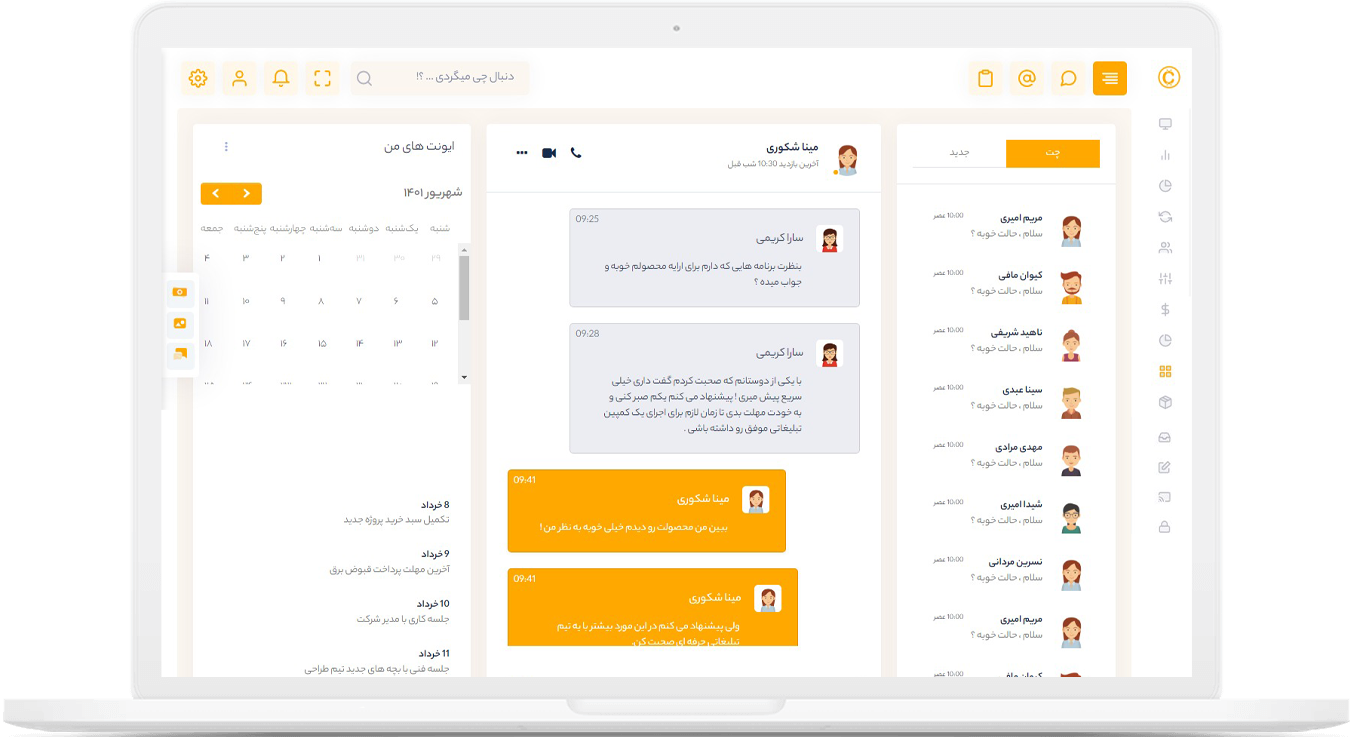 دنبال چی میگردی ... ؟!
چت
جدید
مریم امیری
10:00 عصر
سلام ، حالت خوبه ؟
کیوان مافی
10:00 عصر
سلام ، حالت خوبه ؟
ناهید شریفی
10:00 عصر
سلام ، حالت خوبه ؟
سینا عبدی
10:00 عصر
سلام ، حالت خوبه ؟
مهدی مرادی
10:00 عصر
سلام ، حالت خوبه ؟
شیدا امیری
10:00 عصر
سلام ، حالت خوبه ؟
نسرین مردانی
10:00 عصر
سلام ، حالت خوبه ؟
مریم امیری
10:00 عصر
سلام ، حالت خوبه ؟
کیوان مافی
10:00 عصر
مینا شکوری
آخرین بازدید 10:30 شب قبل
09:25
سارا کریمی
بنظرت برنامه هایی که دارم برای ارایه محصولم خوبه و
جواب میده ؟
09:28
سارا کریمی
با یکی از دوستانم که صحبت کردم گفت داری خیلی
سریع پیش میری ! پیشنهاد می کنم یکم صبر کنی و
به خودت مهلت بدی تا زمان لازم برای اجرای یک کمپین
تبلیغاتی موفق رو داشته باشی .
09:41
مینا شکوری
ببین من محصولت رو دیدم خیلی خوبه به نظر من !
09:41
مینا شکوری
ولی پیشنهاد می کنم در این مورد بیشتر با یه تیم
تبلیغاتی حرفه ای صحبت کن.
ایونت های من
شهریور ۱۴۰۱
شنبه یک‌شنبه دوشنبه سه‌شنبه چهارشنبه پنج‌شنبه جمعه
۲۹ ۳۰ ۳۱ ۱ ۲ ۳ ۴
۵ ۶ ۷ ۸ ۹ ۱۰ ۱۱
۱۲ ۱۳ ۱۴ ۱۵ ۱۶ ۱۷ ۱۸
8 خرداد
تکمیل سبد خرید پروژه جدید
9 خرداد
آخرین مهلت پرداخت قبوض برق
10 خرداد
جلسه کاری با مدیر شرکت
11 خرداد
جلسه فنی با بچه های جدید تیم طراحی